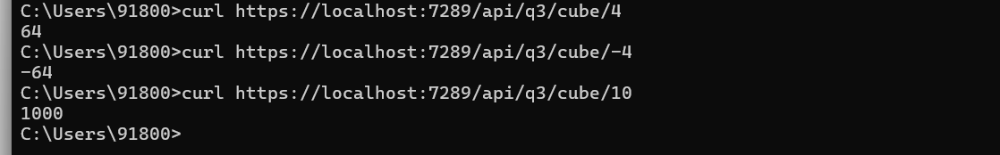 C:\Users\91800>curl https://localhost:7289/api/q3/cube/4
64
C:\Users\91800>curl https://localhost:7289/api/q3/cube/-4
-64
C:\Users\91800>curl https://localhost:7289/api/q3/cube/10
1000
C:\Users\91800>